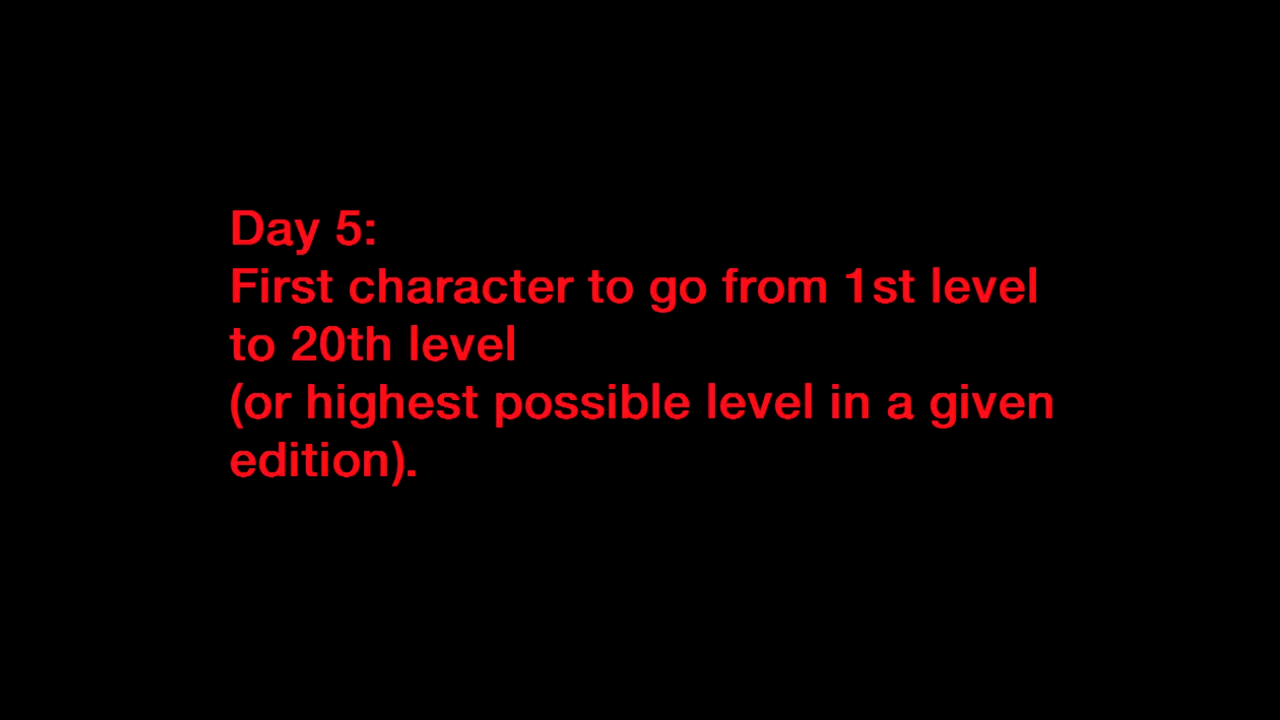 Day 5:
First character to go from 1st level
to 20th level
(or highest possible level in a given
edition).